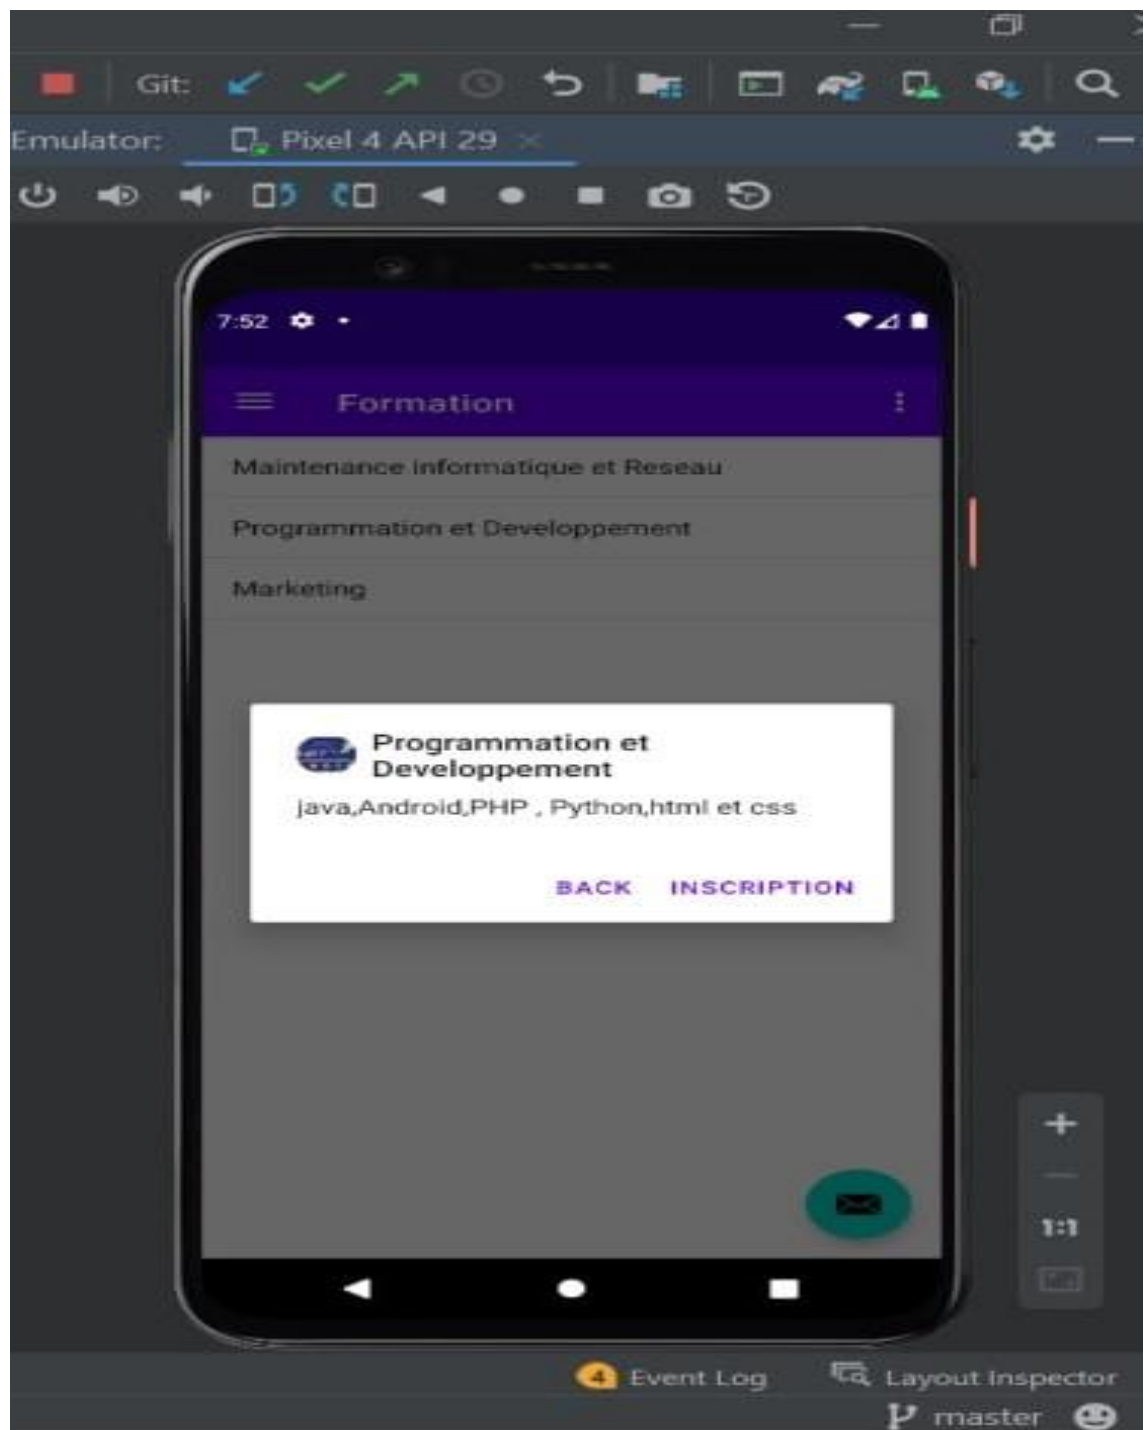 Git:
Emulator:
Pixel 4 API 29
7:52
Formation
Maintenance informatique et Reseau
Programmation et Developpement
Marketing
Programmation et
Developpement
java,Android,PHP , Python,html et css
BACK
INSCRIPTION
1:1
4
Event Log
Layout Inspector
master